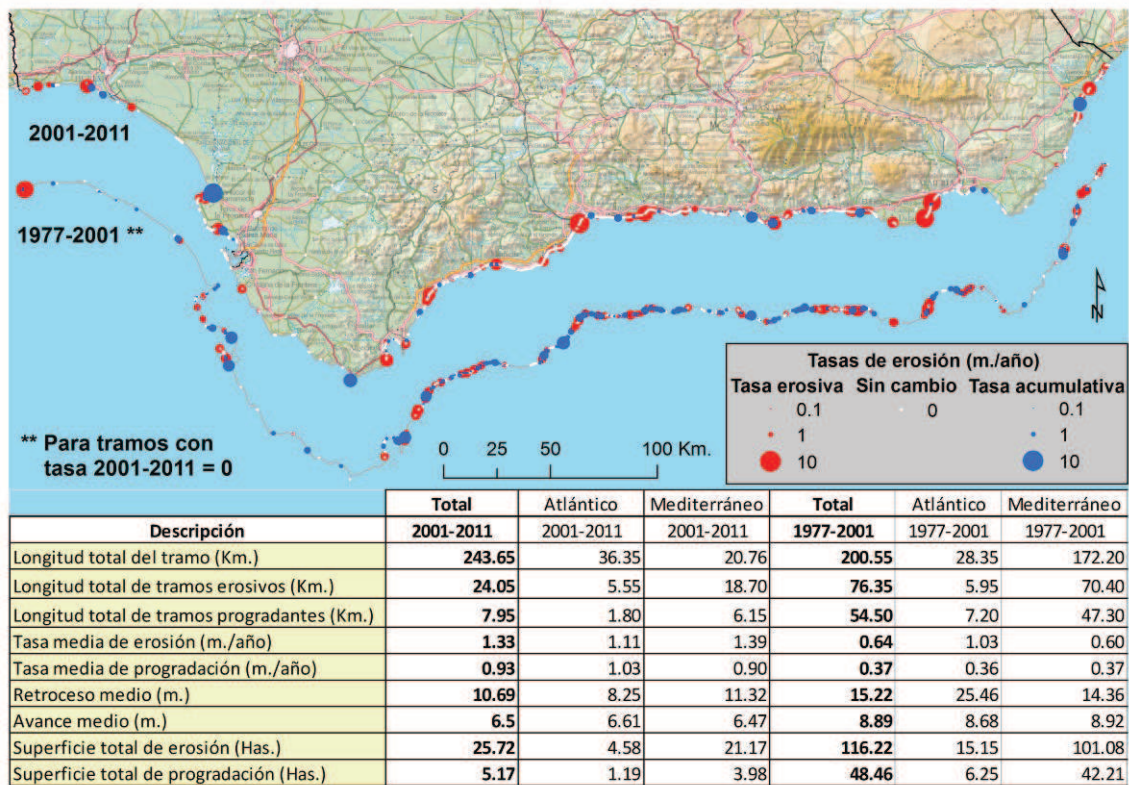 2001-2011
1977-2001 **
** Para tramos con
tasa 2001-2011 = 0
N
0 25 50 100 Km.
Tasas de erosión (m./año)
Tasa erosiva Sin cambio Tasa acumulativa
0.1 0 0.1
1 1
10 10
Total Atlántico Mediterráneo Total Atlántico Mediterráneo
Descripción 2001-2011 2001-2011 2001-2011 1977-2001 1977-2001 1977-2001
Longitud total del tramo (Km.) 243.65 36.35 20.76 200.55 28.35 172.20
Longitud total de tramos erosivos (Km.) 24.05 5.55 18.70 76.35 5.95 70.40
Longitud total de tramos progradantes (Km.) 7.95 1.80 6.15 54.50 7.20 47.30
Tasa media de erosión (m./año) 1.33 1.11 1.39 0.64 1.03 0.60
Tasa media de progradación (m./año) 0.93 1.03 0.90 0.37 0.36 0.37
Retroceso medio (m.) 10.69 8.25 11.32 15.22 25.46 14.36
Avance medio (m.) 6.5 6.61 6.47 8.89 8.68 8.92
Superficie total de erosión (Has.) 25.72 4.58 21.17 116.22 15.15 101.08
Superficie total de progradación (Has.) 5.17 1.19 3.98 48.46 6.25 42.21